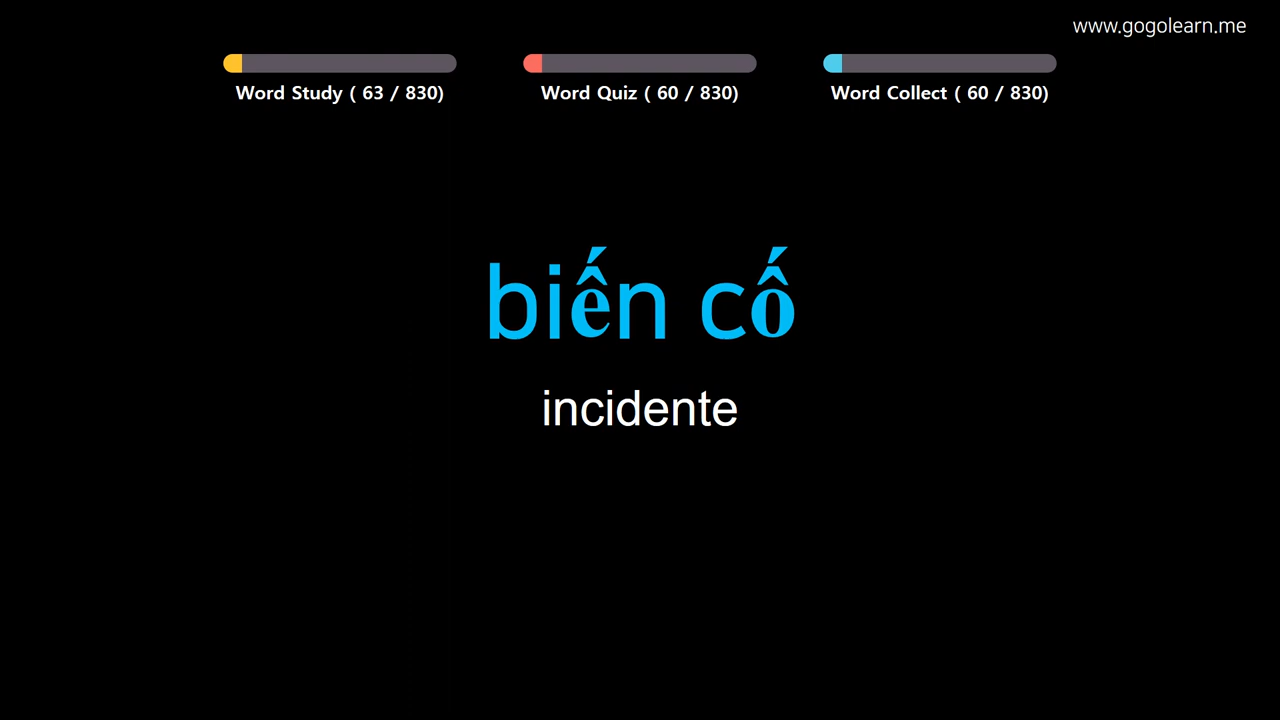 www.gogolearn.me
Word Study ( 63 / 830)
Word Quiz ( 60 / 830)
Word Collect ( 60 / 830)
biến cố
incidente